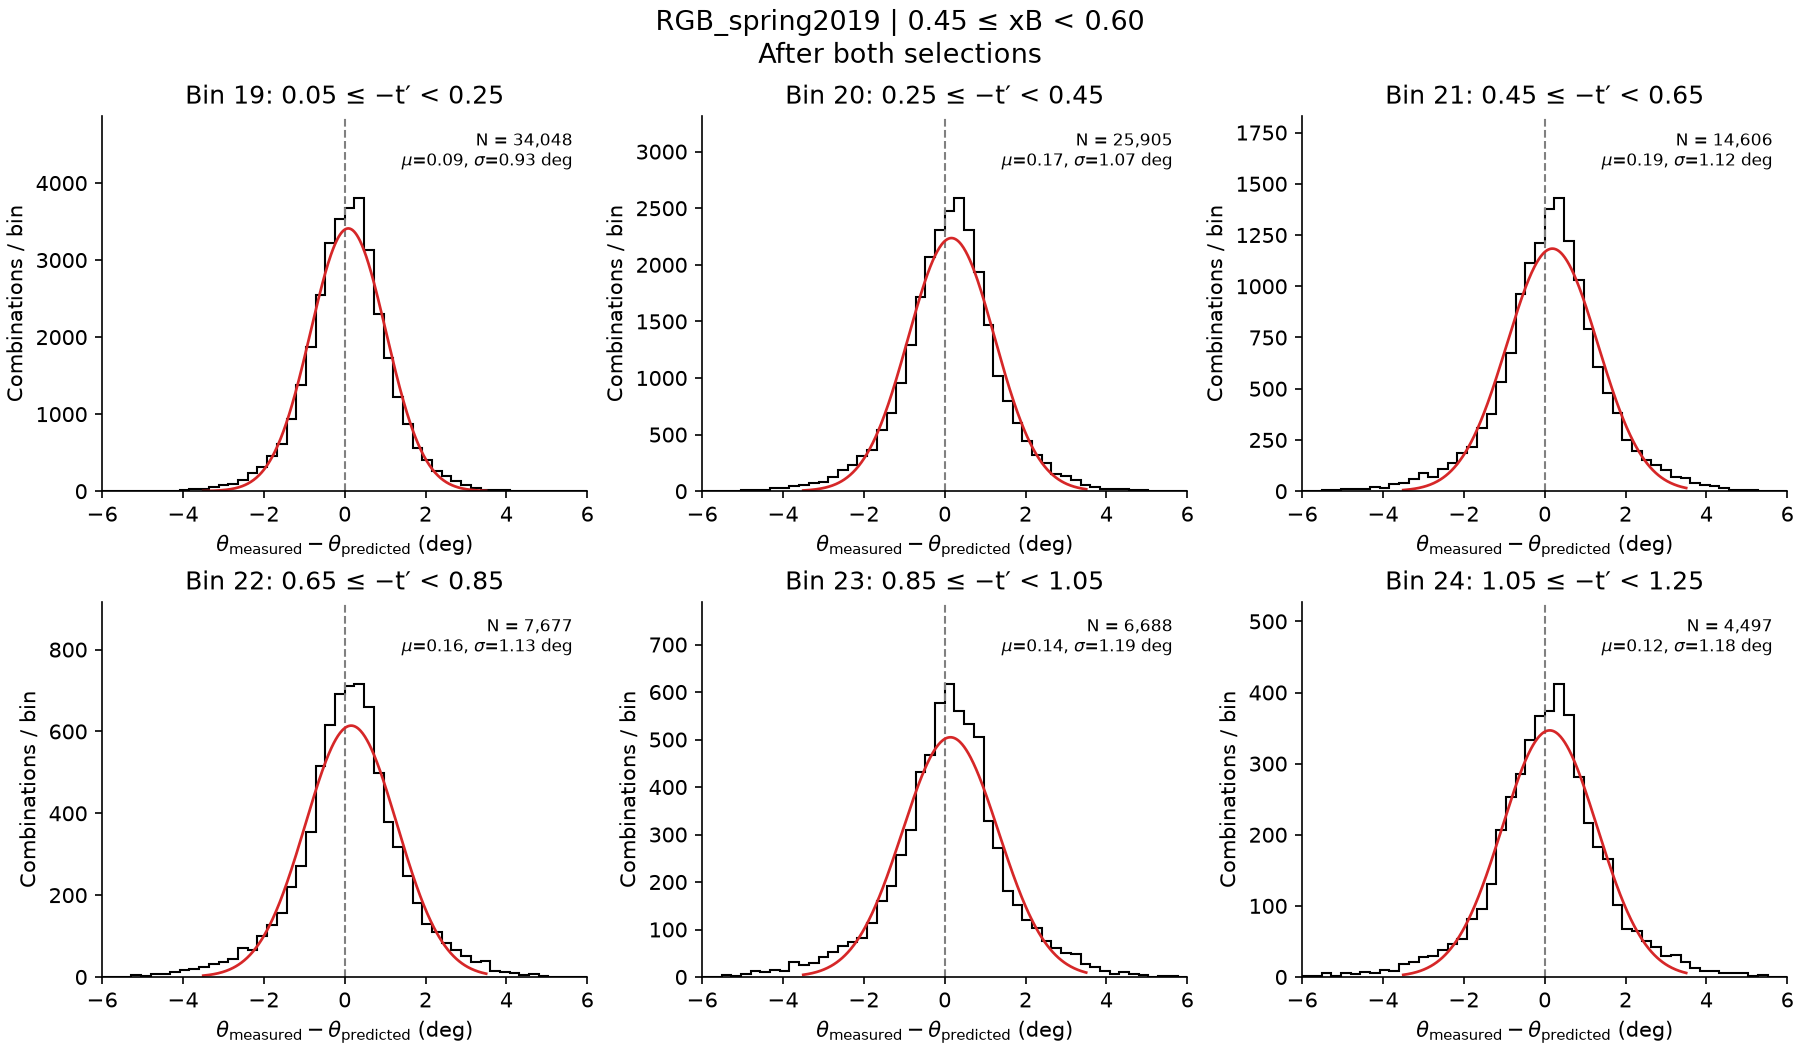 RGB_spring2019 | 0.45 ≤ xB < 0.60
After both selections
Bin 19: 0.05 ≤ −t′ < 0.25
N = 34,048
μ=0.09, σ=0.93 deg
Combinations / bin
4000
3000
2000
1000
0
−6 −4 −2 0 2 4 6
θmeasured − θpredicted (deg)
Bin 20: 0.25 ≤ −t′ < 0.45
N = 25,905
μ=0.17, σ=1.07 deg
Combinations / bin
3000
2500
2000
1500
1000
500
0
−6 −4 −2 0 2 4 6
θmeasured − θpredicted (deg)
Bin 21: 0.45 ≤ −t′ < 0.65
N = 14,606
μ=0.19, σ=1.12 deg
Combinations / bin
1750
1500
1250
1000
750
500
250
0
−6 −4 −2 0 2 4 6
θmeasured − θpredicted (deg)
Bin 22: 0.65 ≤ −t′ < 0.85
N = 7,677
μ=0.16, σ=1.13 deg
Combinations / bin
800
600
400
200
0
−6 −4 −2 0 2 4 6
θmeasured − θpredicted (deg)
Bin 23: 0.85 ≤ −t′ < 1.05
N = 6,688
μ=0.14, σ=1.19 deg
Combinations / bin
700
600
500
400
300
200
100
0
−6 −4 −2 0 2 4 6
θmeasured − θpredicted (deg)
Bin 24: 1.05 ≤ −t′ < 1.25
N = 4,497
μ=0.12, σ=1.18 deg
Combinations / bin
500
400
300
200
100
0
−6 −4 −2 0 2 4 6
θmeasured − θpredicted (deg)